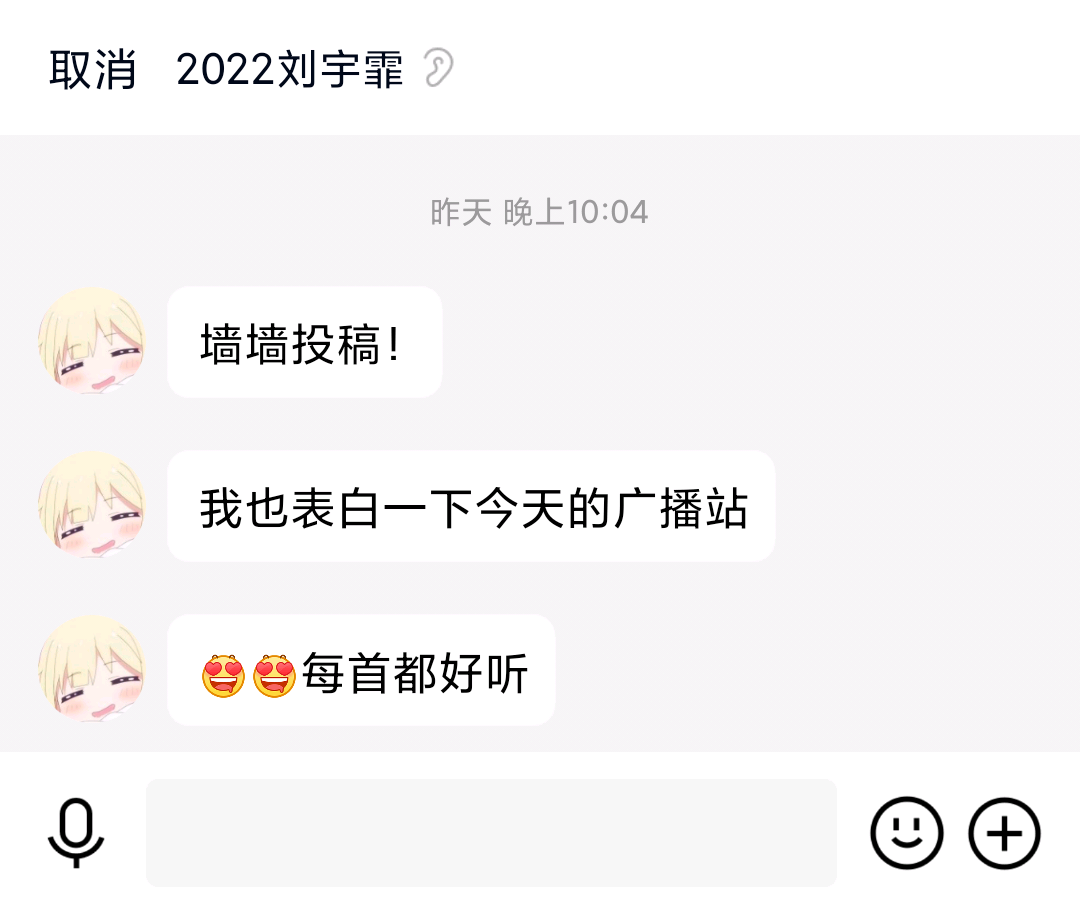 取消 2022刘宇霏
昨天 晚上10:04
墙墙投稿！
我也表白一下今天的广播站
😍😍每首都好听